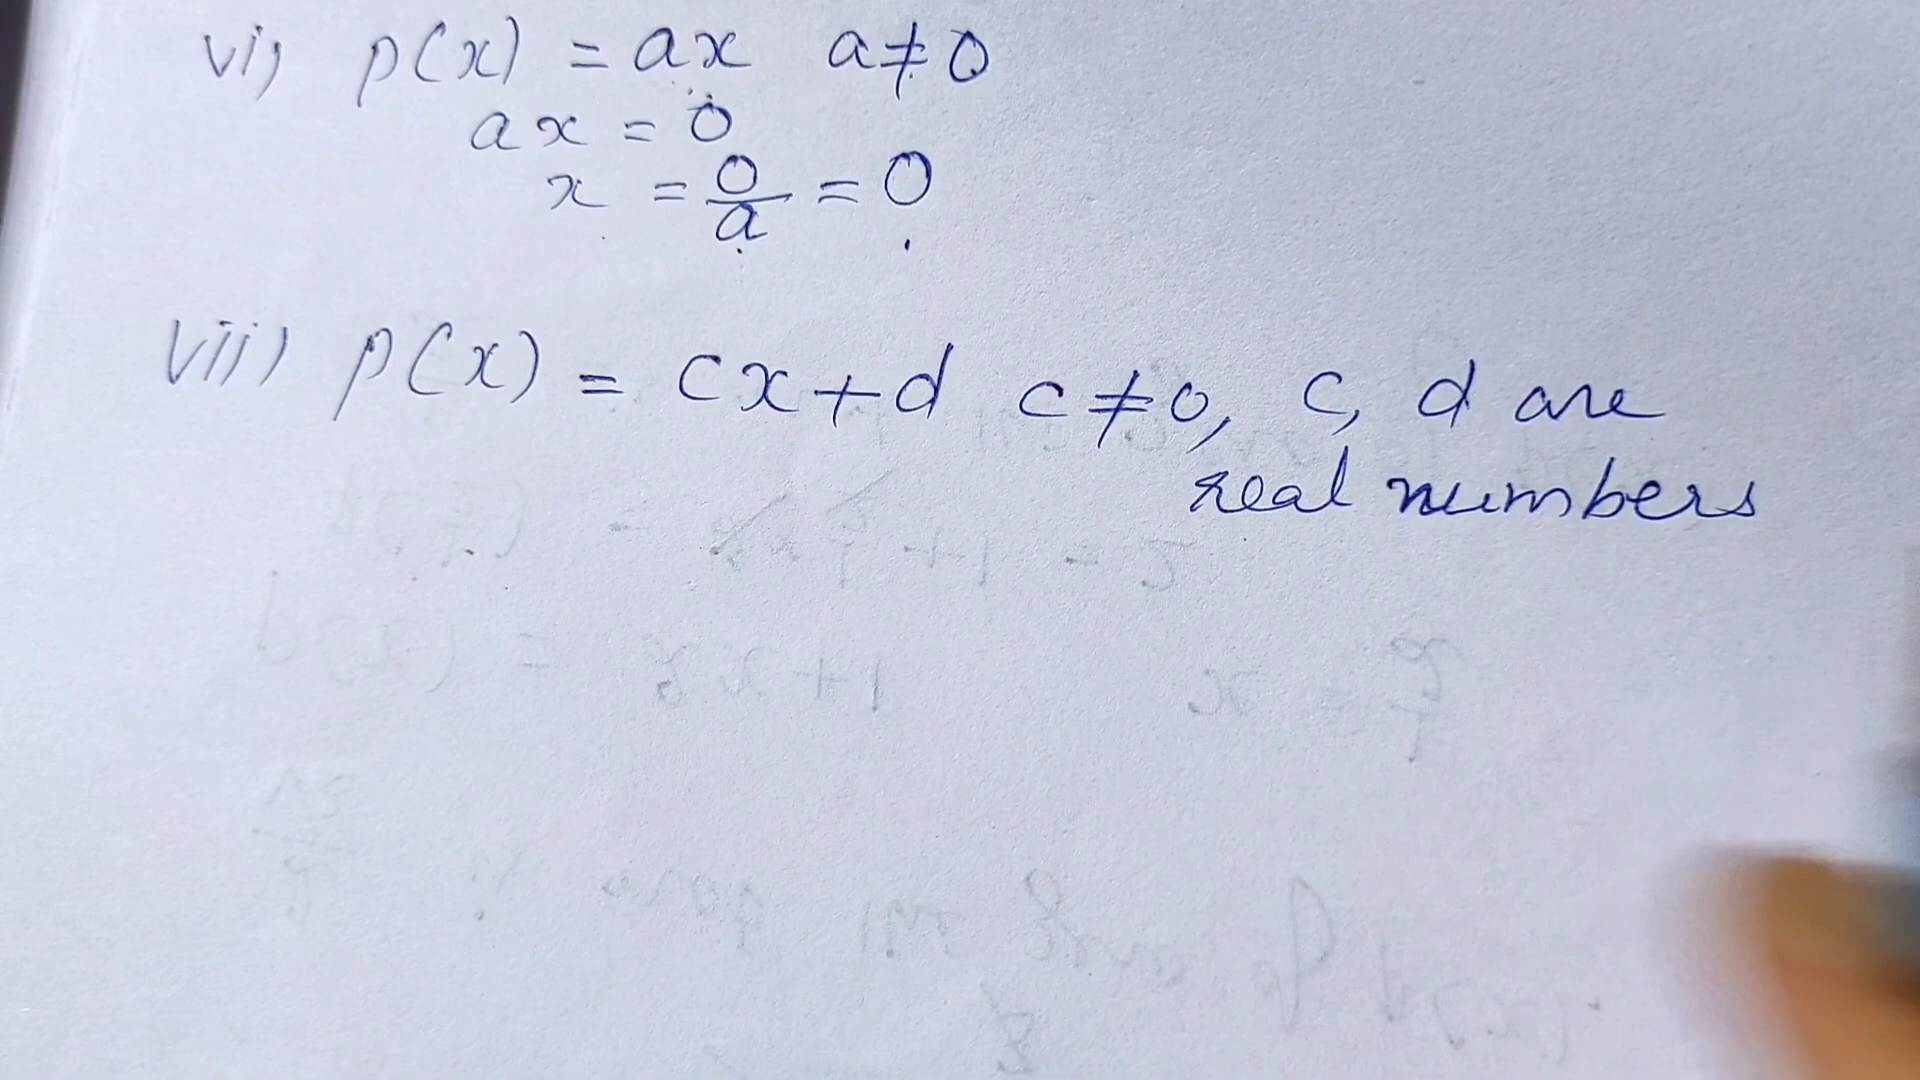 vi) p(x) = ax a≠0
ax = 0
x = 0/a = 0
vii) p(x) = cx+d c≠0, c, d are
real numbers